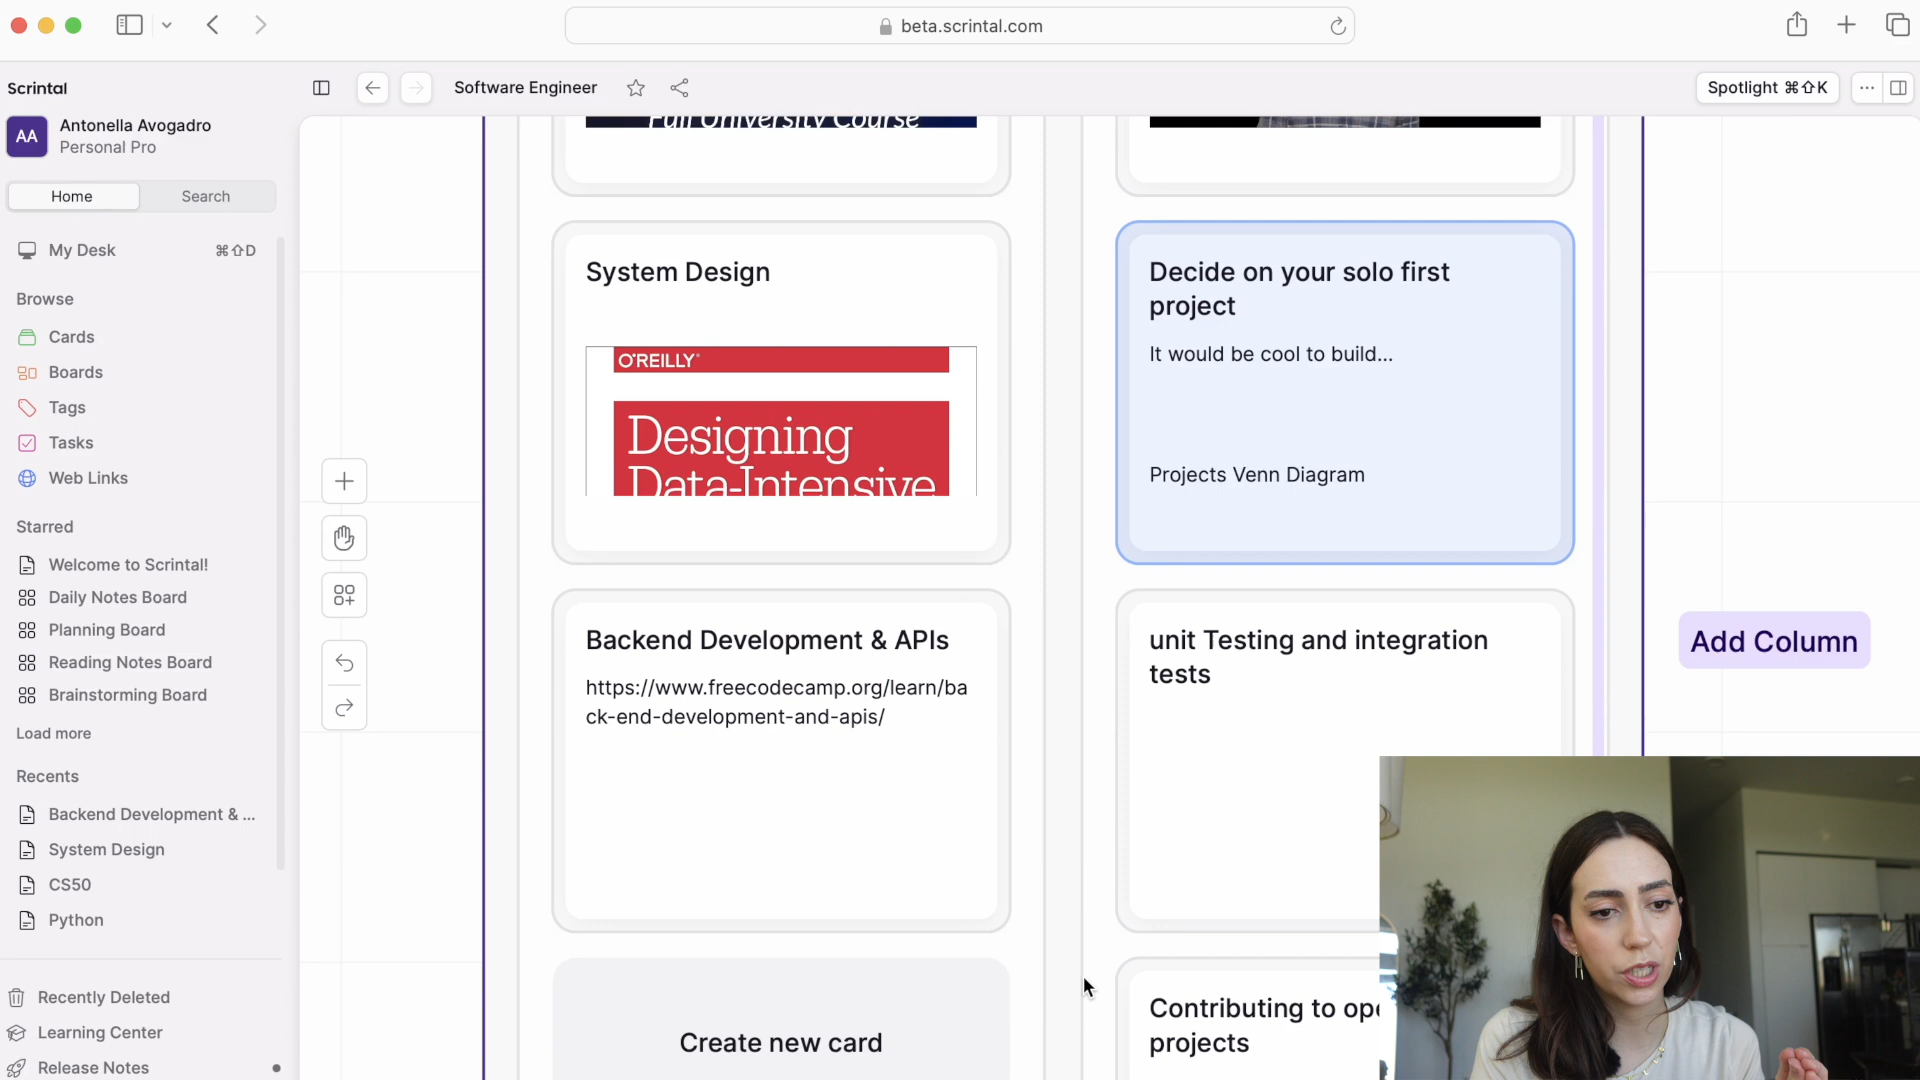 beta.scrintal.com
Scrintal
Software Engineer
Spotlight ⌘⇧K
AA
Antonella Avogadro
Personal Pro
Home
Search
My Desk
⌘⇧D
Browse
Cards
Boards
Tags
Tasks
Web Links
Starred
Welcome to Scrintal!
Daily Notes Board
Planning Board
Reading Notes Board
Brainstorming Board
Load more
Recents
Backend Development & ...
System Design
CS50
Python
Recently Deleted
Learning Center
Release Notes
Full University Course
System Design
O'REILLY®
Designing
Data-Intensive
Backend Development & APIs
https://www.freecodecamp.org/learn/ba
ck-end-development-and-apis/
Create new card
Decide on your solo first
project
It would be cool to build...
Projects Venn Diagram
unit Testing and integration
tests
Contributing to ope
projects
Add Column